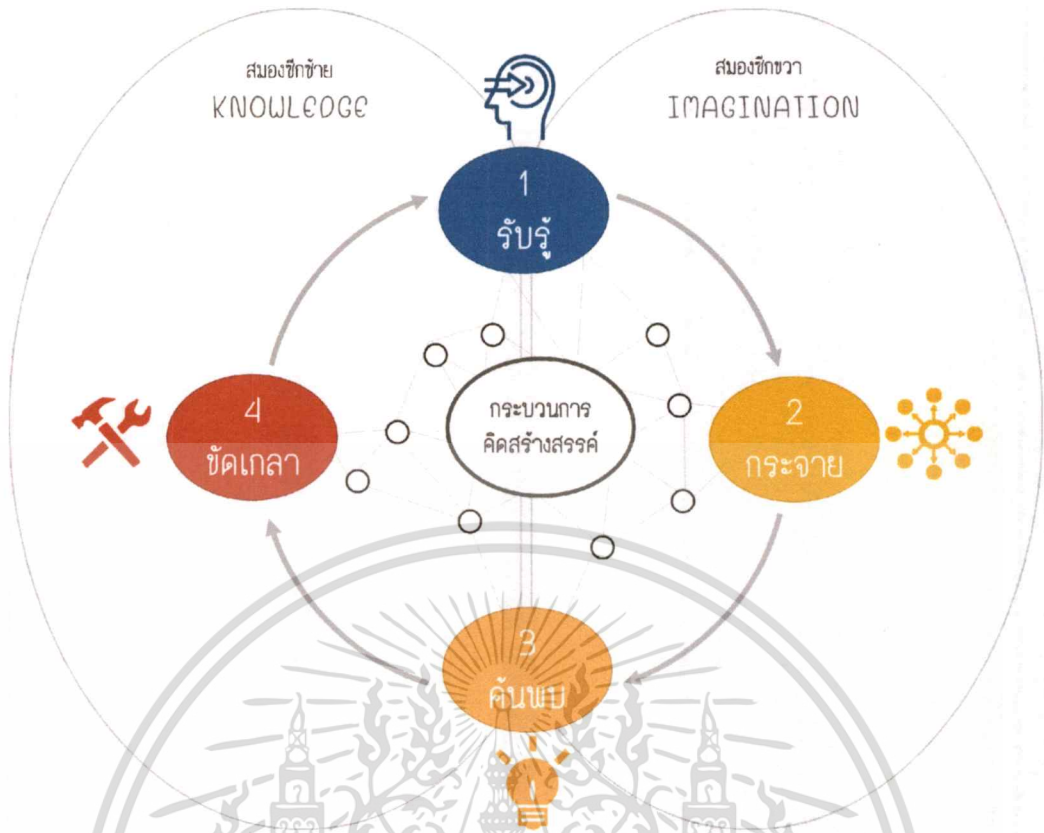 สมองซีกซ้าย
KNOWLEDGE
สมองซีกขวา
IMAGINATION
1
รับรู้
2
กระจาย
3
ค้นพบ
4
ขัดเกลา
กระบวนการ
คิดสร้างสรรค์